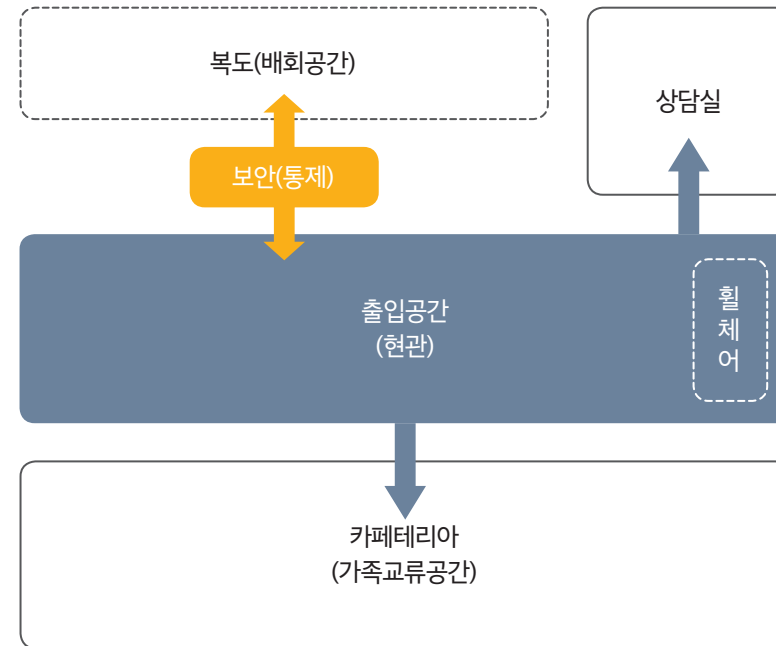 복도(배회공간)
상담실
보안(통제)
출입공간
(현관)
휠
체
어
카페테리아
(가족교류공간)